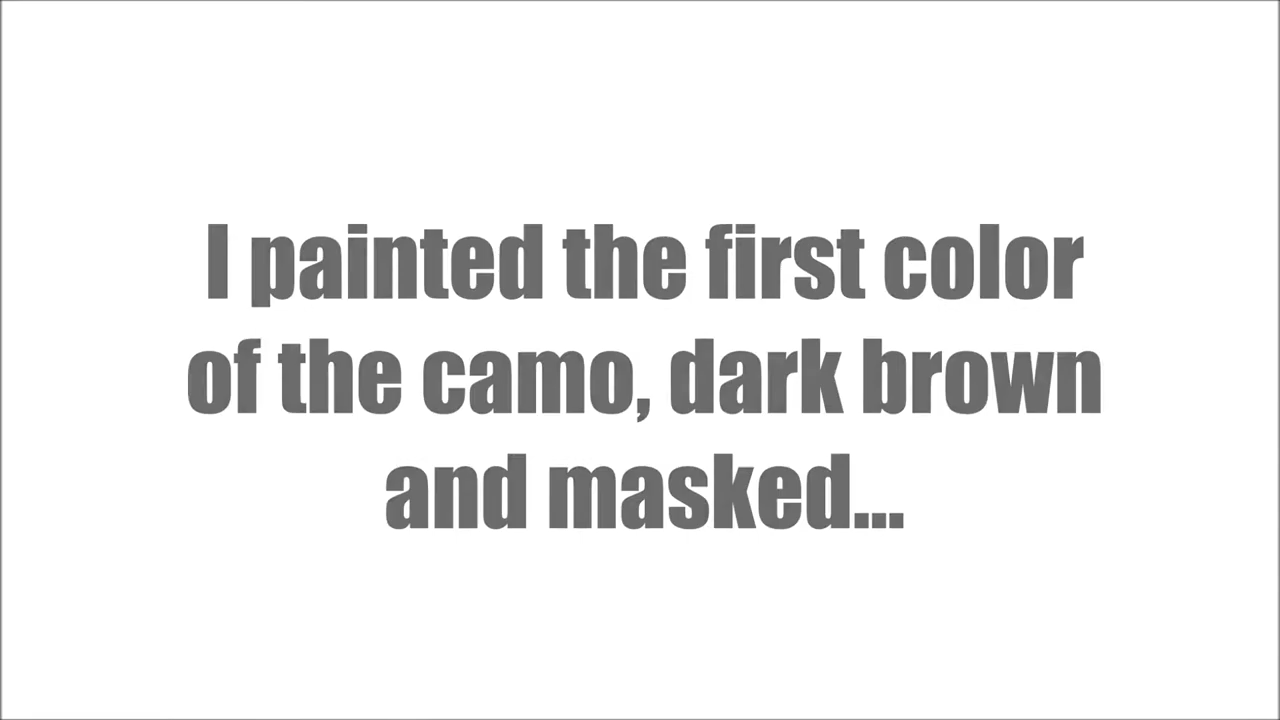 I painted the first color
of the camo, dark brown
and masked...